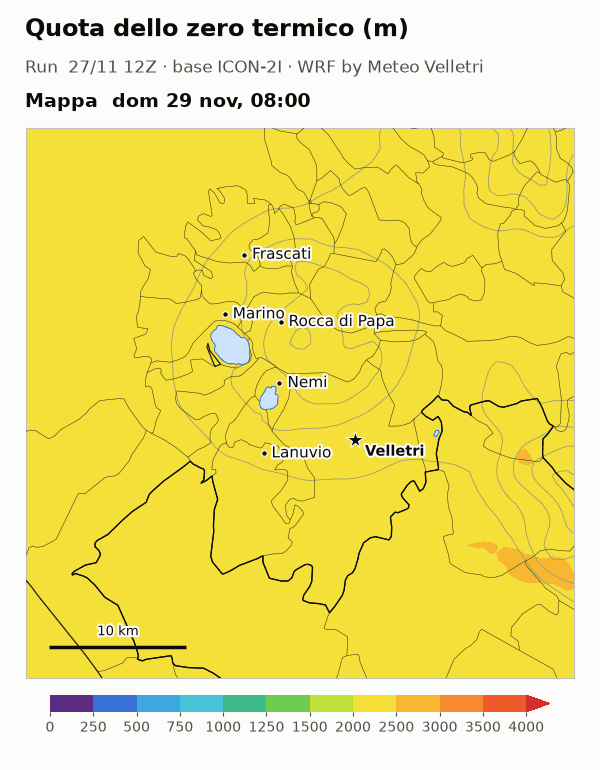 Quota dello zero termico (m)
Run 27/11 12Z · base ICON-2I · WRF by Meteo Velletri
Mappa dom 29 nov, 08:00
Frascati
Marino
Rocca di Papa
Nemi
Velletri
Lanuvio
10 km
0 250 500 750 1000 1250 1500 2000 2500 3000 3500 4000